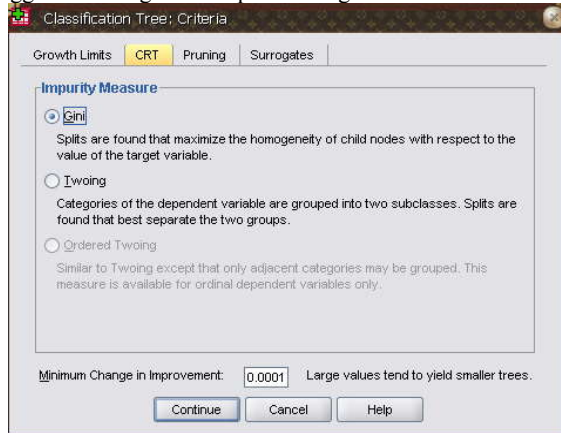 Classification Tree: Criteria
Growth Limits CRT Pruning Surrogates
Impurity Measure
Gini
Splits are found that maximize the homogeneity of child nodes with respect to the
value of the target variable.
Twoing
Categories of the dependent variable are grouped into two subclasses. Splits are
found that best separate the two groups.
Ordered Twoing
Similar to Twoing except that only adjacent categories may be grouped. This
measure is available for ordinal dependent variables only.
Minimum Change in Improvement: 0.0001 Large values tend to yield smaller trees.
Continue Cancel Help